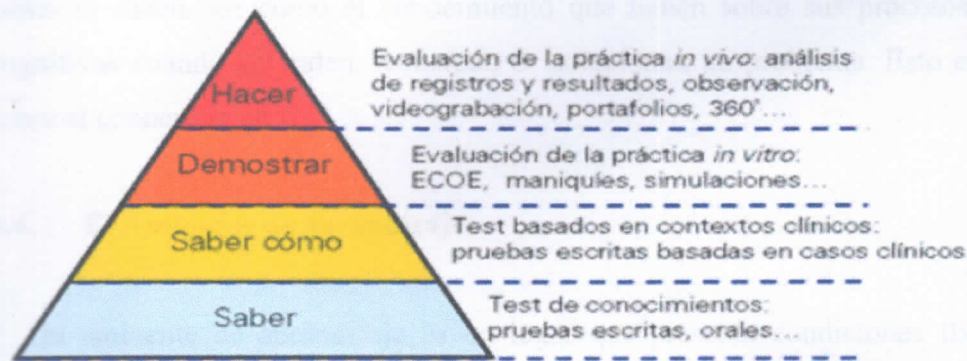 Hacer
Evaluación de la práctica in vivo: análisis
de registros y resultados, observación,
videograbación, portafolios, 360°...
Demostrar
Evaluación de la práctica in vitro:
ECOE, maniquíes, simulaciones...
Saber cómo
Test basados en contextos clínicos:
pruebas escritas basadas en casos clínicos
Saber
Test de conocimientos:
pruebas escritas, orales...